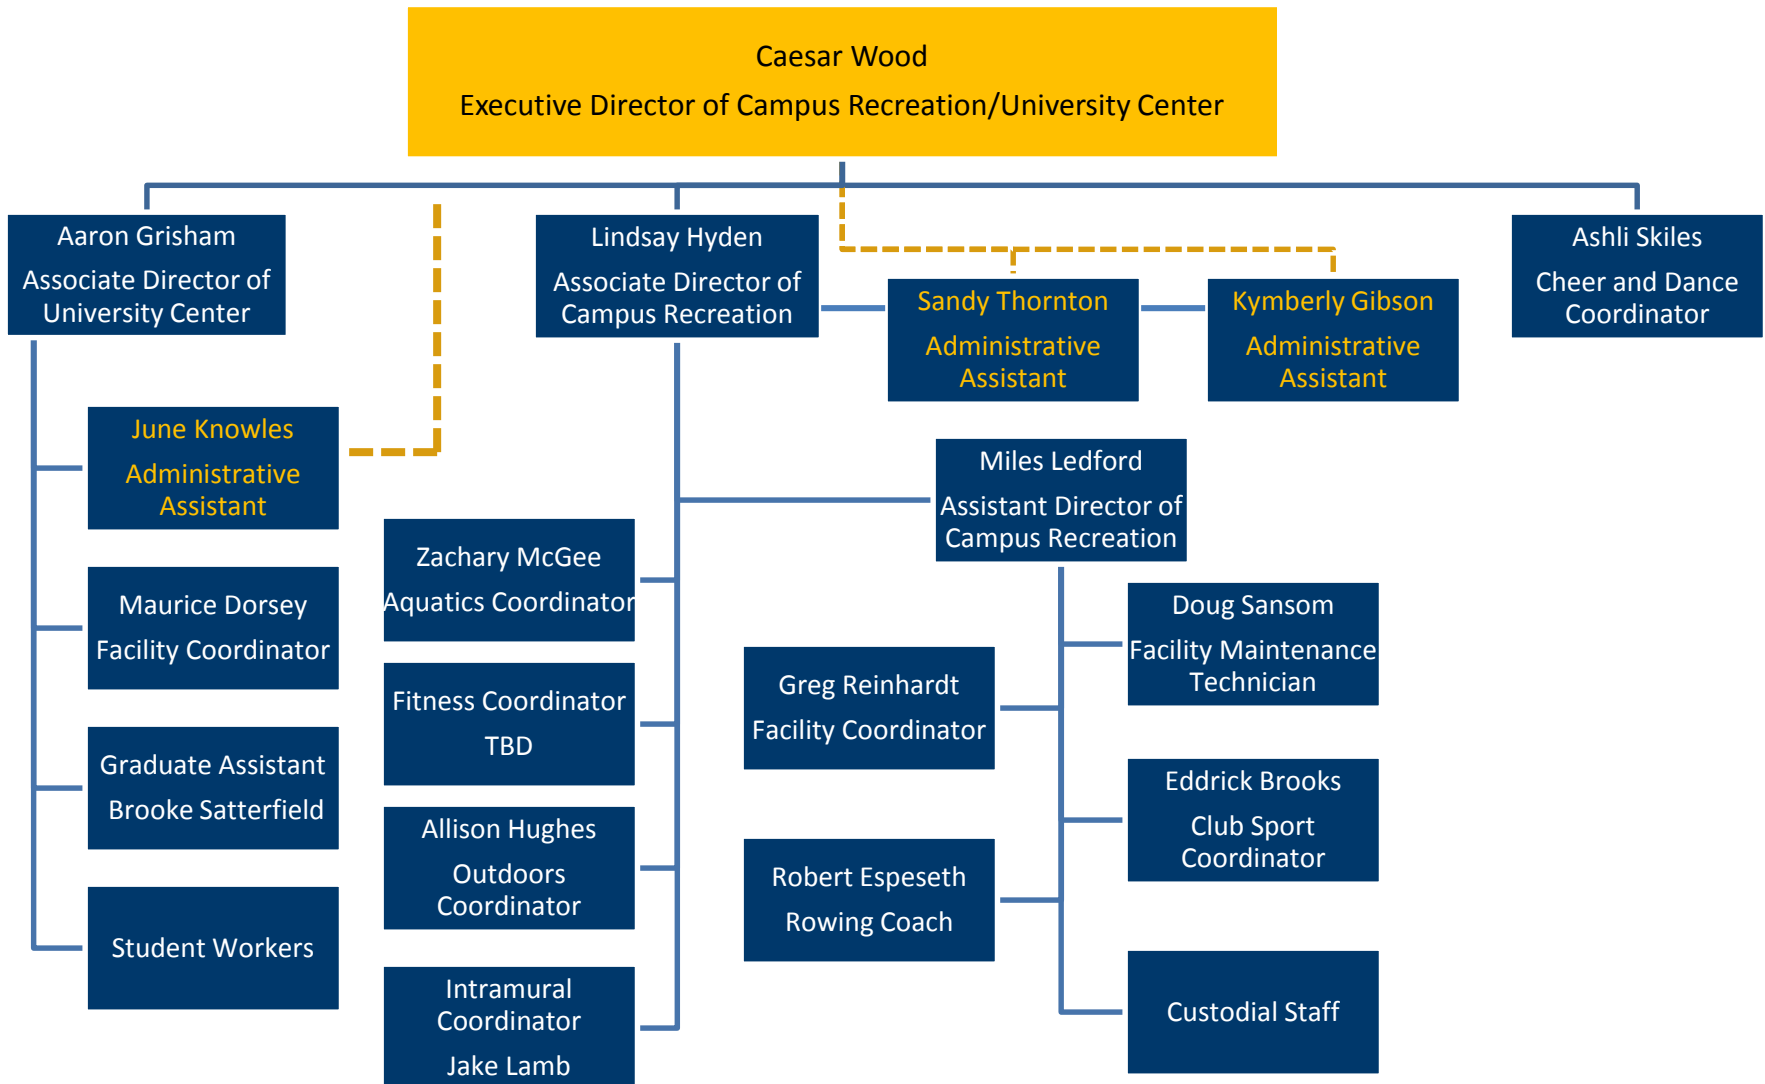 Caesar Wood
Executive Director of Campus Recreation/University Center
Aaron Grisham
Associate Director of
University Center
Lindsay Hyden
Associate Director of
Campus Recreation
Sandy Thornton
Administrative
Assistant
Kymberly Gibson
Administrative
Assistant
Ashli Skiles
Cheer and Dance
Coordinator
June Knowles
Administrative
Assistant
Maurice Dorsey
Facility Coordinator
Graduate Assistant
Brooke Satterfield
Student Workers
Zachary McGee
Aquatics Coordinator
Fitness Coordinator
TBD
Allison Hughes
Outdoors
Coordinator
Intramural
Coordinator
Jake Lamb
Miles Ledford
Assistant Director of
Campus Recreation
Greg Reinhardt
Facility Coordinator
Robert Espeseth
Rowing Coach
Doug Sansom
Facility Maintenance
Technician
Eddrick Brooks
Club Sport
Coordinator
Custodial Staff